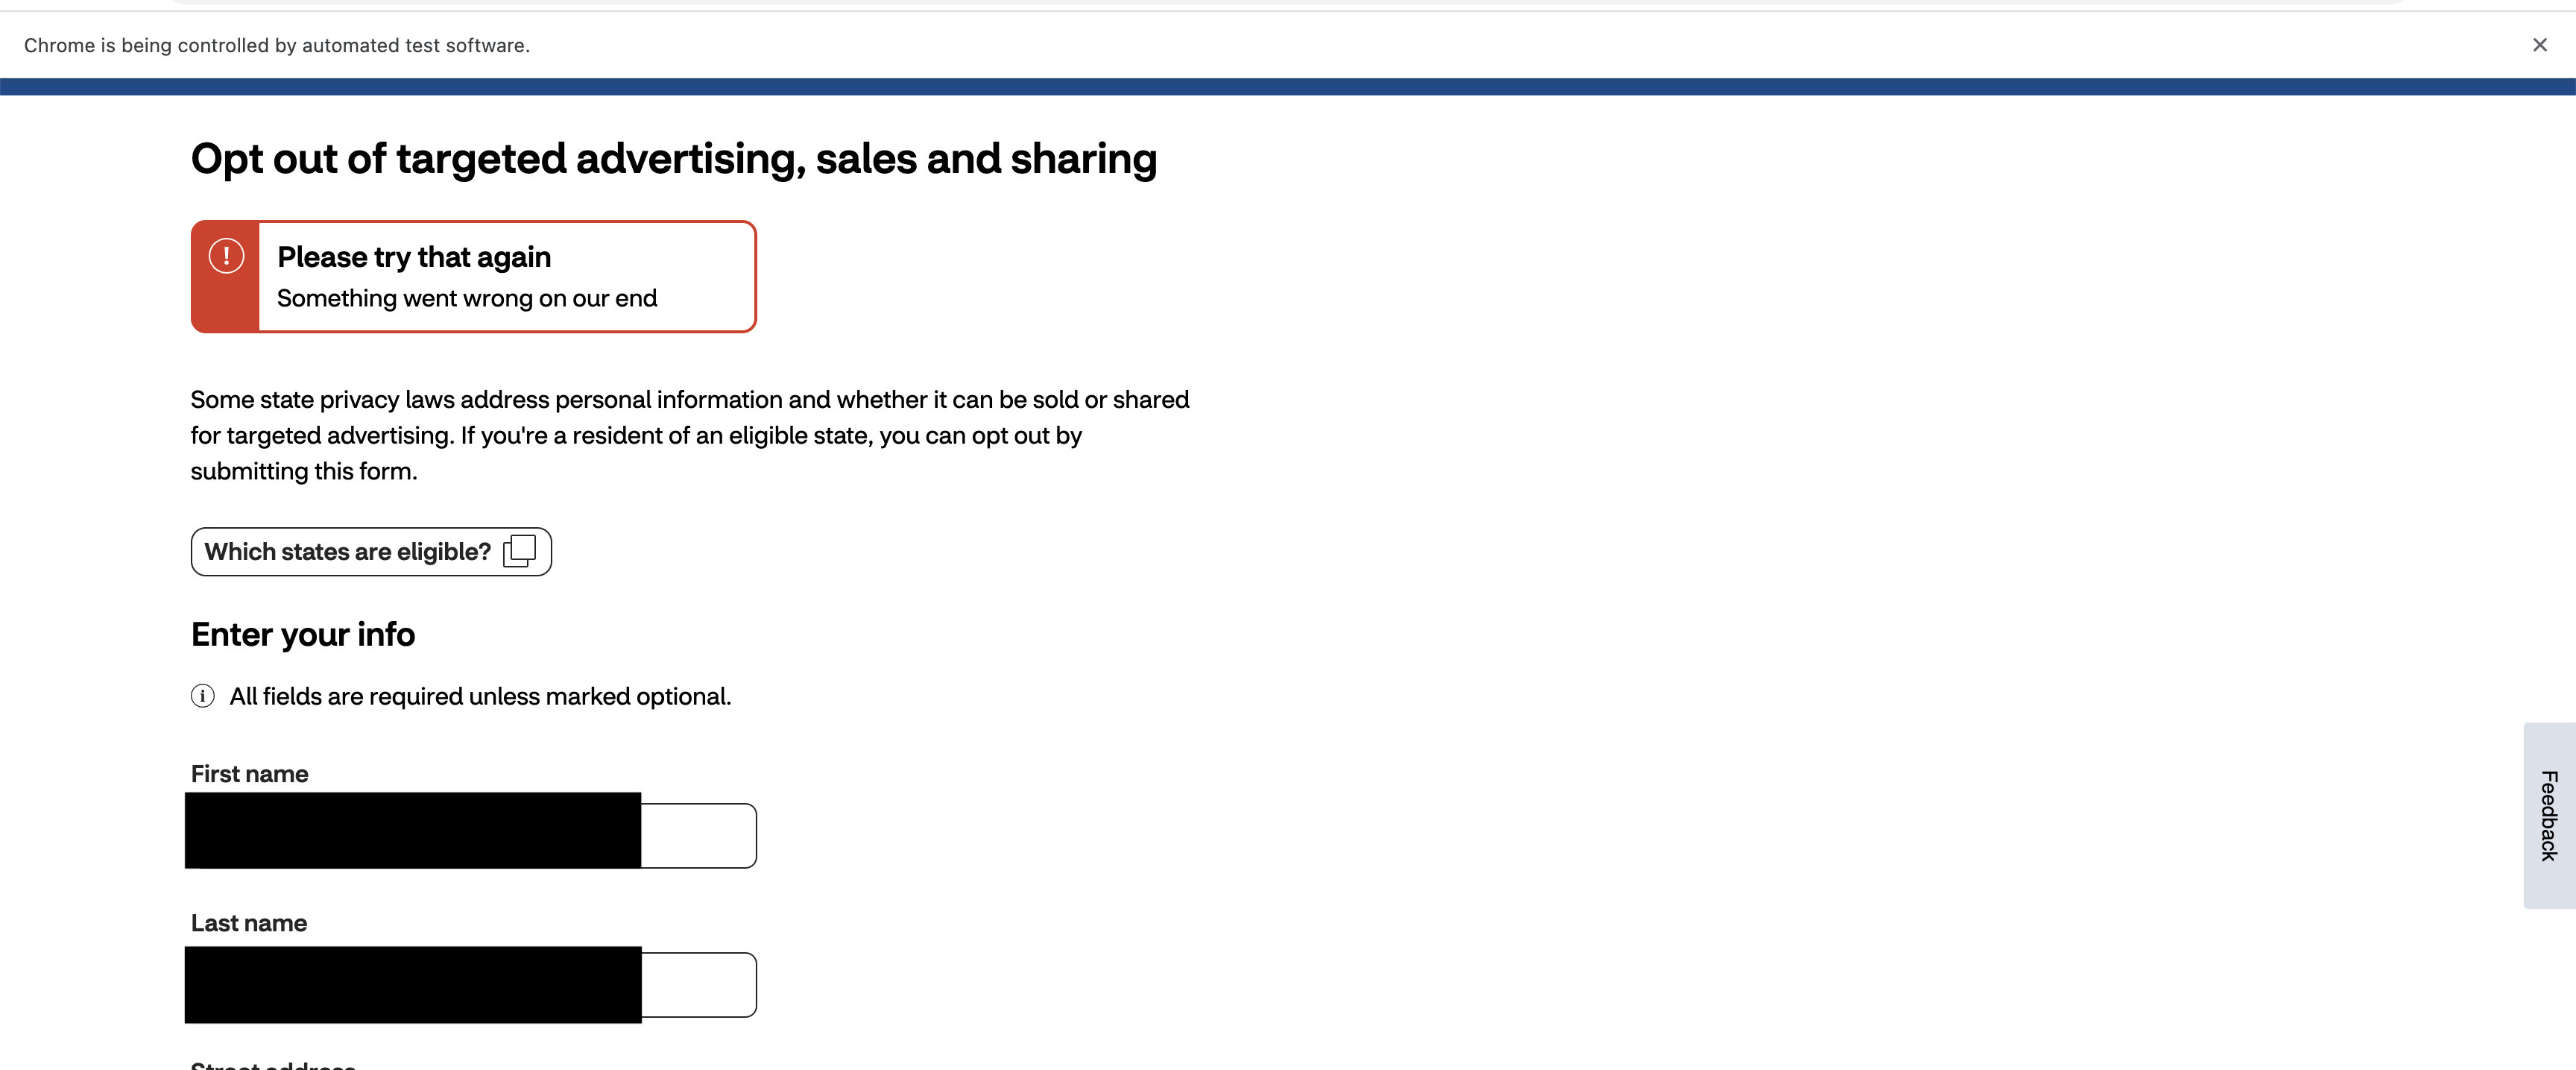 Chrome is being controlled by automated test software.
Opt out of targeted advertising, sales and sharing
Please try that again
Something went wrong on our end
Some state privacy laws address personal information and whether it can be sold or shared
for targeted advertising. If you're a resident of an eligible state, you can opt out by
submitting this form.
Which states are eligible?
Enter your info
All fields are required unless marked optional.
First name
Last name
Street address
Feedback